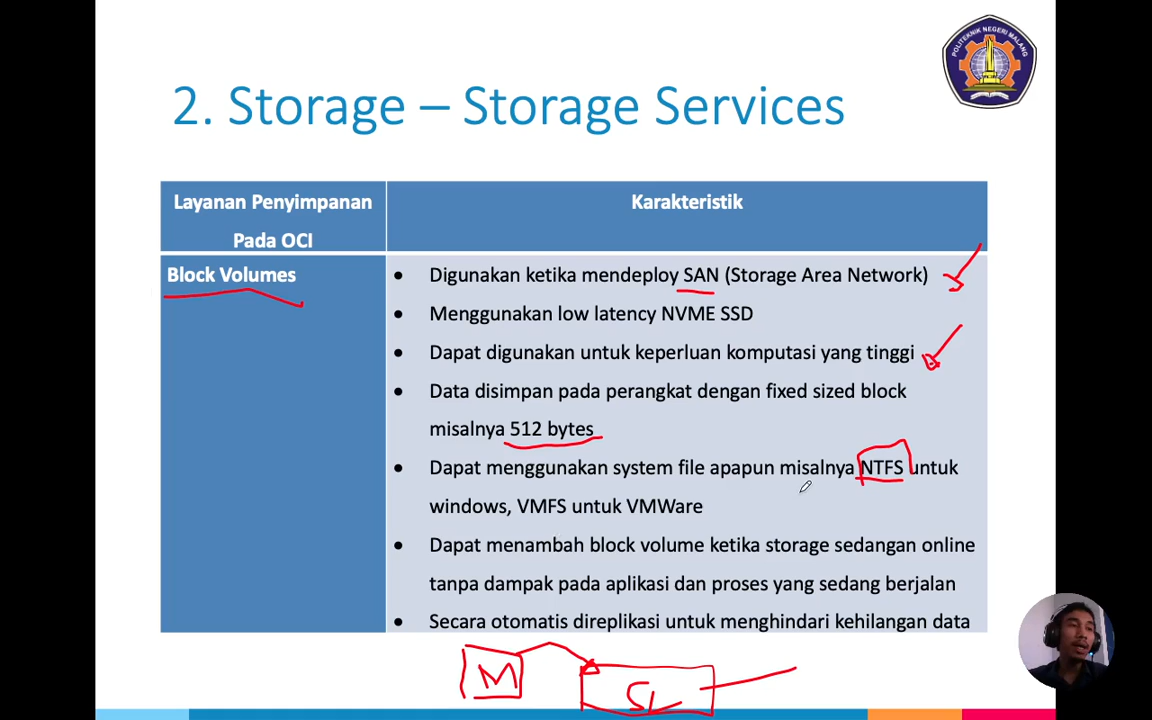 POLITEKNIK NEGERI MALANG
2. Storage – Storage Services
Layanan Penyimpanan
Pada OCI
Karakteristik
Block Volumes
• Digunakan ketika mendeploy SAN (Storage Area Network)
• Menggunakan low latency NVME SSD
• Dapat digunakan untuk keperluan komputasi yang tinggi
• Data disimpan pada perangkat dengan fixed sized block
misalnya 512 bytes
• Dapat menggunakan system file apapun misalnya NTFS untuk
windows, VMFS untuk VMWare
• Dapat menambah block volume ketika storage sedangan online
tanpa dampak pada aplikasi dan proses yang sedang berjalan
• Secara otomatis direplikasi untuk menghindari kehilangan data
M